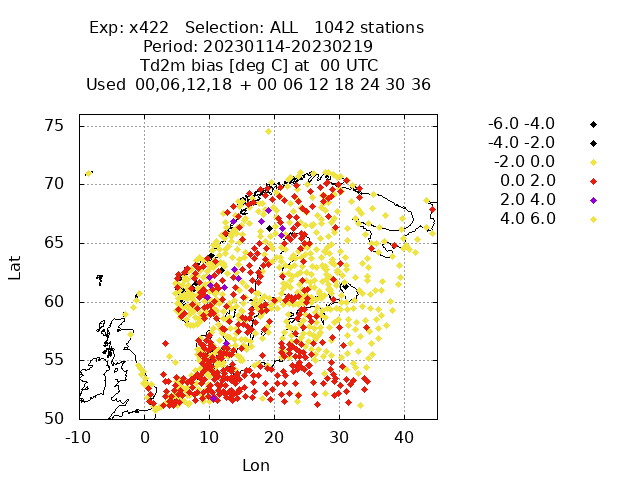 Exp: x422   Selection: ALL   1042 stations
Period: 20230114-20230219
Td2m bias [deg C] at  00 UTC
Used  00,06,12,18 + 00 06 12 18 24 30 36
75
70
65
60
55
50
-10 0 10 20 30 40
Lat
Lon
-6.0 -4.0
-4.0 -2.0
-2.0 0.0
0.0 2.0
2.0 4.0
4.0 6.0